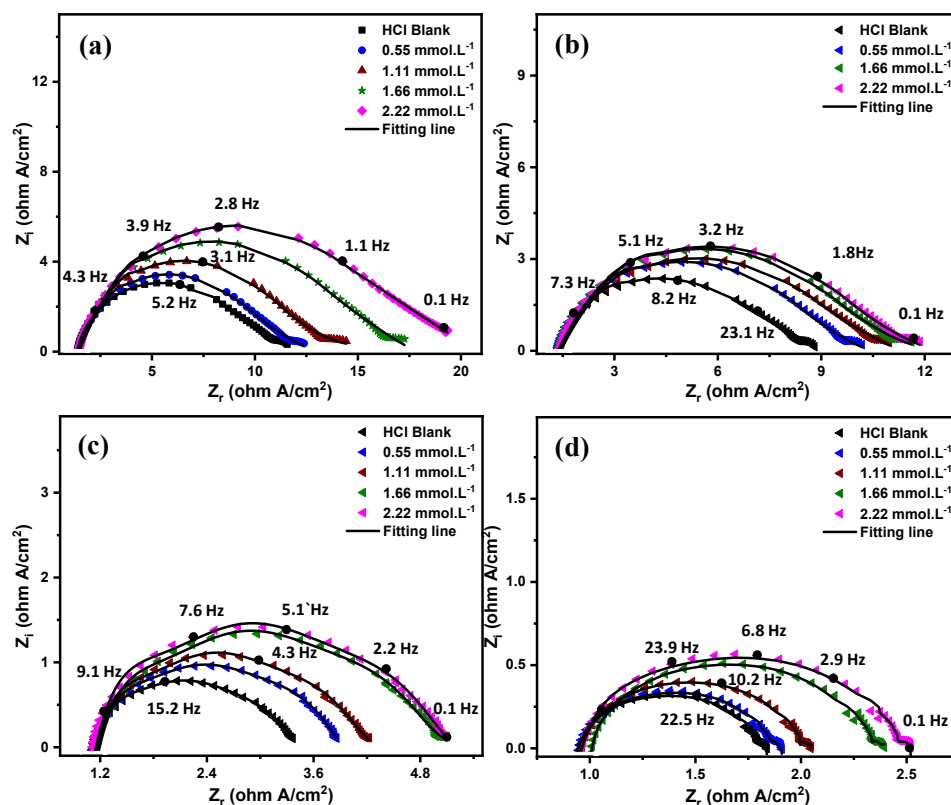 (a)
HCl Blank
0.55 mmol.L-1
1.11 mmol.L-1
1.66 mmol.L-1
2.22 mmol.L-1
Fitting line
12
8
4
0
Zi (ohm A/cm2)
4.3 Hz
3.9 Hz
2.8 Hz
3.1 Hz
5.2 Hz
1.1 Hz
0.1 Hz
5
10
15
20
Zr (ohm A/cm2)
(b)
HCl Blank
0.55 mmol.L-1
1.66 mmol.L-1
2.22 mmol.L-1
Fitting line
9
6
3
0
Zi (ohm A/cm2)
7.3 Hz
5.1 Hz
3.2 Hz
8.2 Hz
23.1 Hz
1.8Hz
0.1 Hz
3
6
9
12
Zr (ohm A/cm2)
(c)
HCl Blank
0.55 mmol.L-1
1.11 mmol.L-1
1.66 mmol.L-1
2.22 mmol.L-1
Fitting line
3
2
1
0
Zi (ohm A/cm2)
9.1 Hz
7.6 Hz
5.1`Hz
4.3 Hz
15.2 Hz
2.2 Hz
0.1 Hz
1.2
2.4
3.6
4.8
Zr (ohm A/cm2)
(d)
HCl Blank
0.55 mmol.L-1
1.11 mmol.L-1
1.66 mmol.L-1
2.22 mmol.L-1
Fitting line
1.5
1.0
0.5
0.0
Zi (ohm A/cm2)
23.9 Hz
6.8 Hz
10.2 Hz
22.5 Hz
2.9 Hz
0.1 Hz
1.0
1.5
2.0
2.5
Zr (ohm A/cm2)